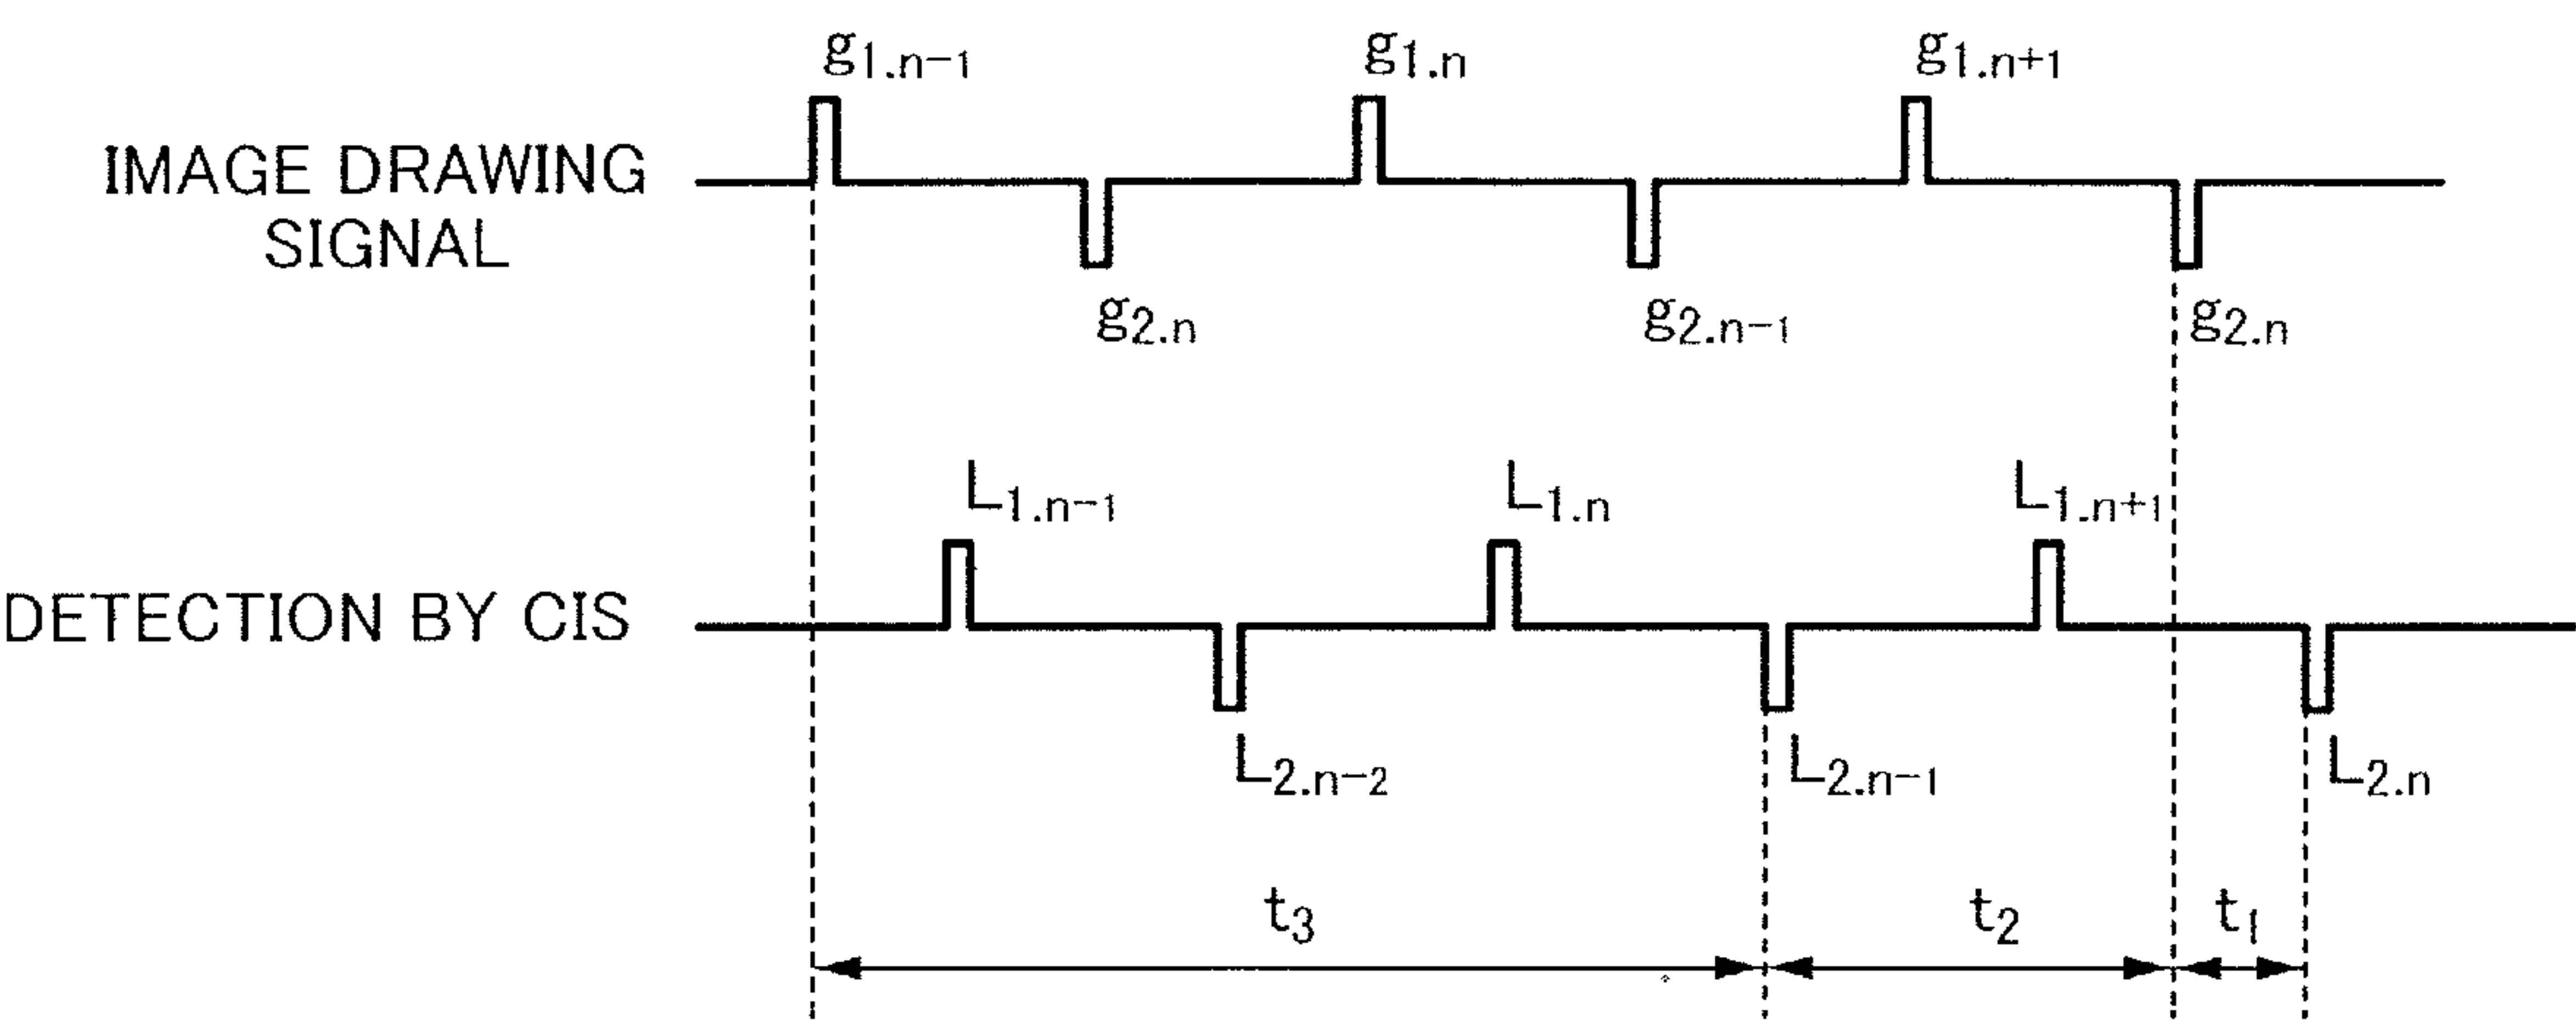 g1.n-1 g1.n g1.n+1
IMAGE DRAWING
SIGNAL
g2.n g2.n-1 g2.n
L1.n-1 L1.n L1.n+1
DETECTION BY CIS
L2.n-2 L2.n-1 L2.n
t3 t2 t1